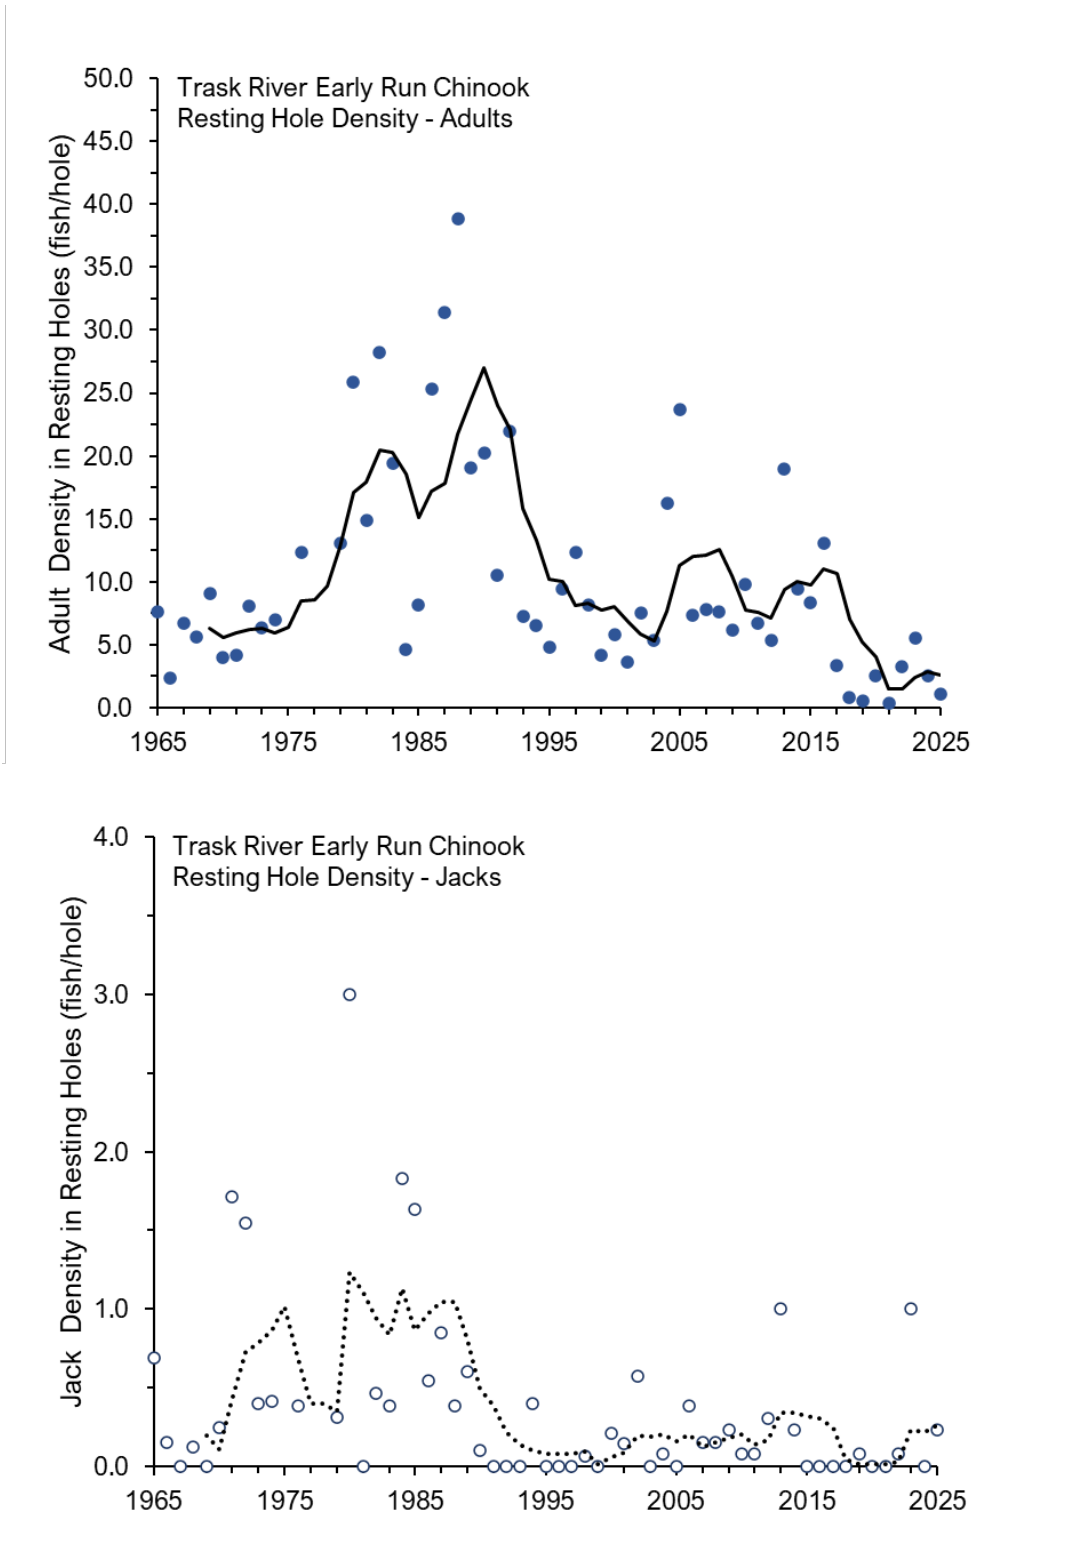 Trask River Early Run Chinook
Resting Hole Density - Adults
Adult Density in Resting Holes (fish/hole)
50.0
45.0
40.0
35.0
30.0
25.0
20.0
15.0
10.0
5.0
0.0
1965 1975 1985 1995 2005 2015 2025
Trask River Early Run Chinook
Resting Hole Density - Jacks
Jack Density in Resting Holes (fish/hole)
4.0
3.0
2.0
1.0
0.0
1965 1975 1985 1995 2005 2015 2025